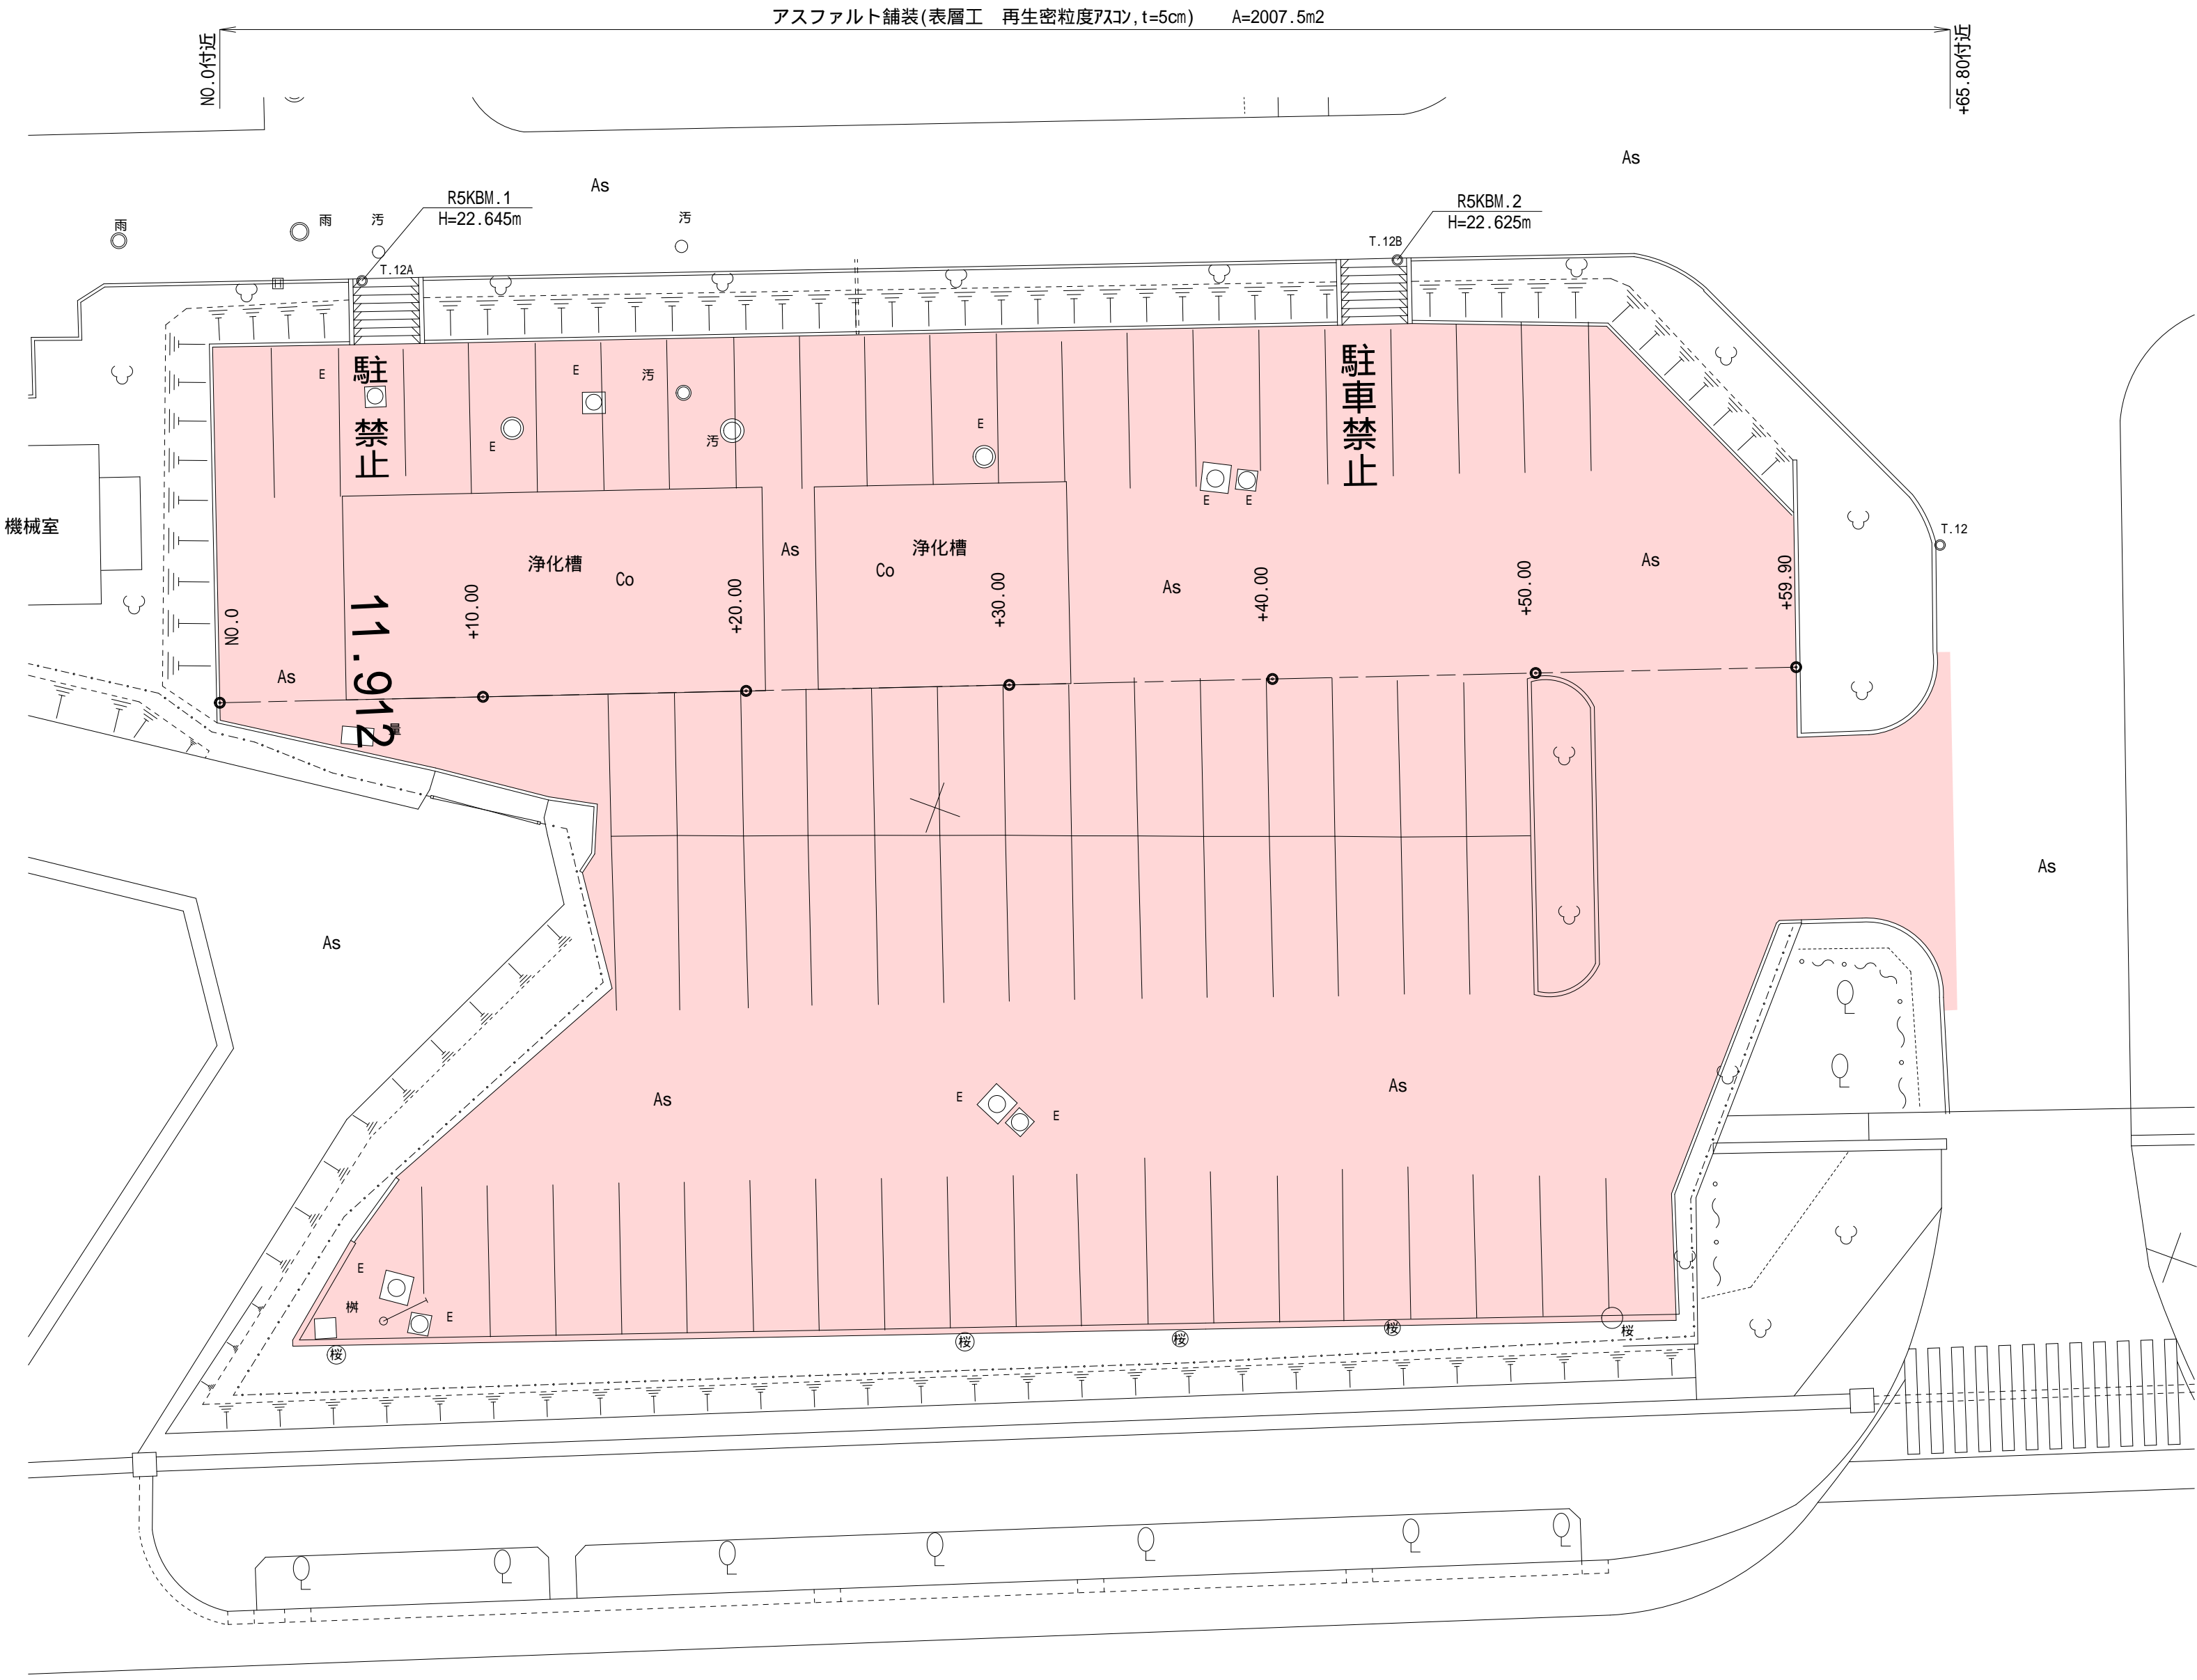 アスファルト舗装(表層工　再生密粒度ｱｽｺﾝ,t=5cm)　A=2007.5m2
NO.0付近
+65.80付近
As
As
R5KBM.1
H=22.645m
R5KBM.2
H=22.625m
雨
雨
汚
汚
T.12A
T.12B
駐
禁
止
駐車禁止
E
E
E
汚
汚
E
E
E
機械室
浄化槽
Co
As
浄化槽
Co
As
As
T.12
NO.0
+10.00
+20.00
+30.00
+40.00
+50.00
+59.90
As
11.912
量
As
As
As
As
E
E
E
桝
E
桜
桜
桜
桜
桜